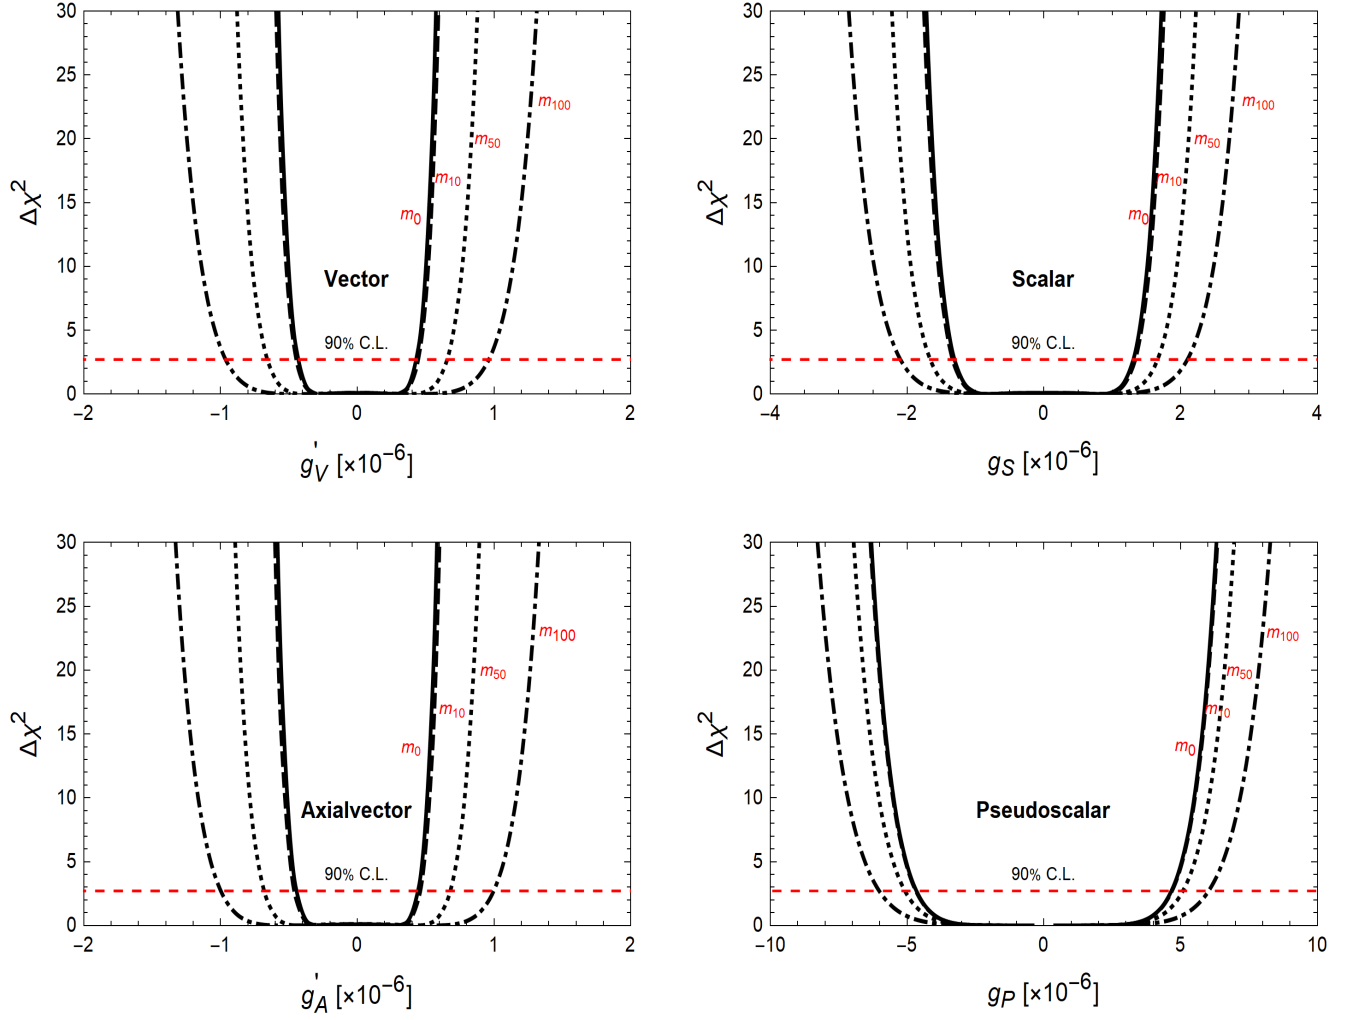 30
25
20
15
10
5
0
Δχ²
m₁₀₀
m₅₀
m₁₀
m₀
Vector
90% C.L.
−2 −1 0 1 2
g'_V [×10⁻⁶]
30
25
20
15
10
5
0
Δχ²
m₁₀₀
m₅₀
m₁₀
m₀
Scalar
90% C.L.
−4 −2 0 2 4
g_S [×10⁻⁶]
30
25
20
15
10
5
0
Δχ²
m₁₀₀
m₅₀
m₁₀
m₀
Axialvector
90% C.L.
−2 −1 0 1 2
g'_A [×10⁻⁶]
30
25
20
15
10
5
0
Δχ²
m₁₀₀
m₅₀
m₁₀
m₀
Pseudoscalar
90% C.L.
−10 −5 0 5 10
g_P [×10⁻⁶]